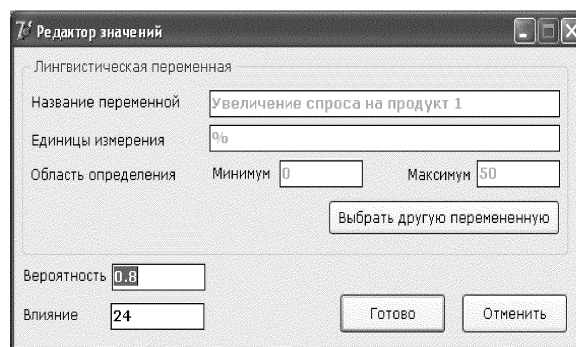 Редактор значений
Лингвистическая переменная
Название переменной Увеличение спроса на продукт 1
Единицы измерения %
Область определения Минимум 0 Максимум 50
Выбрать другую перемененную
Вероятность 0.8
Влияние 24 Готово Отменить